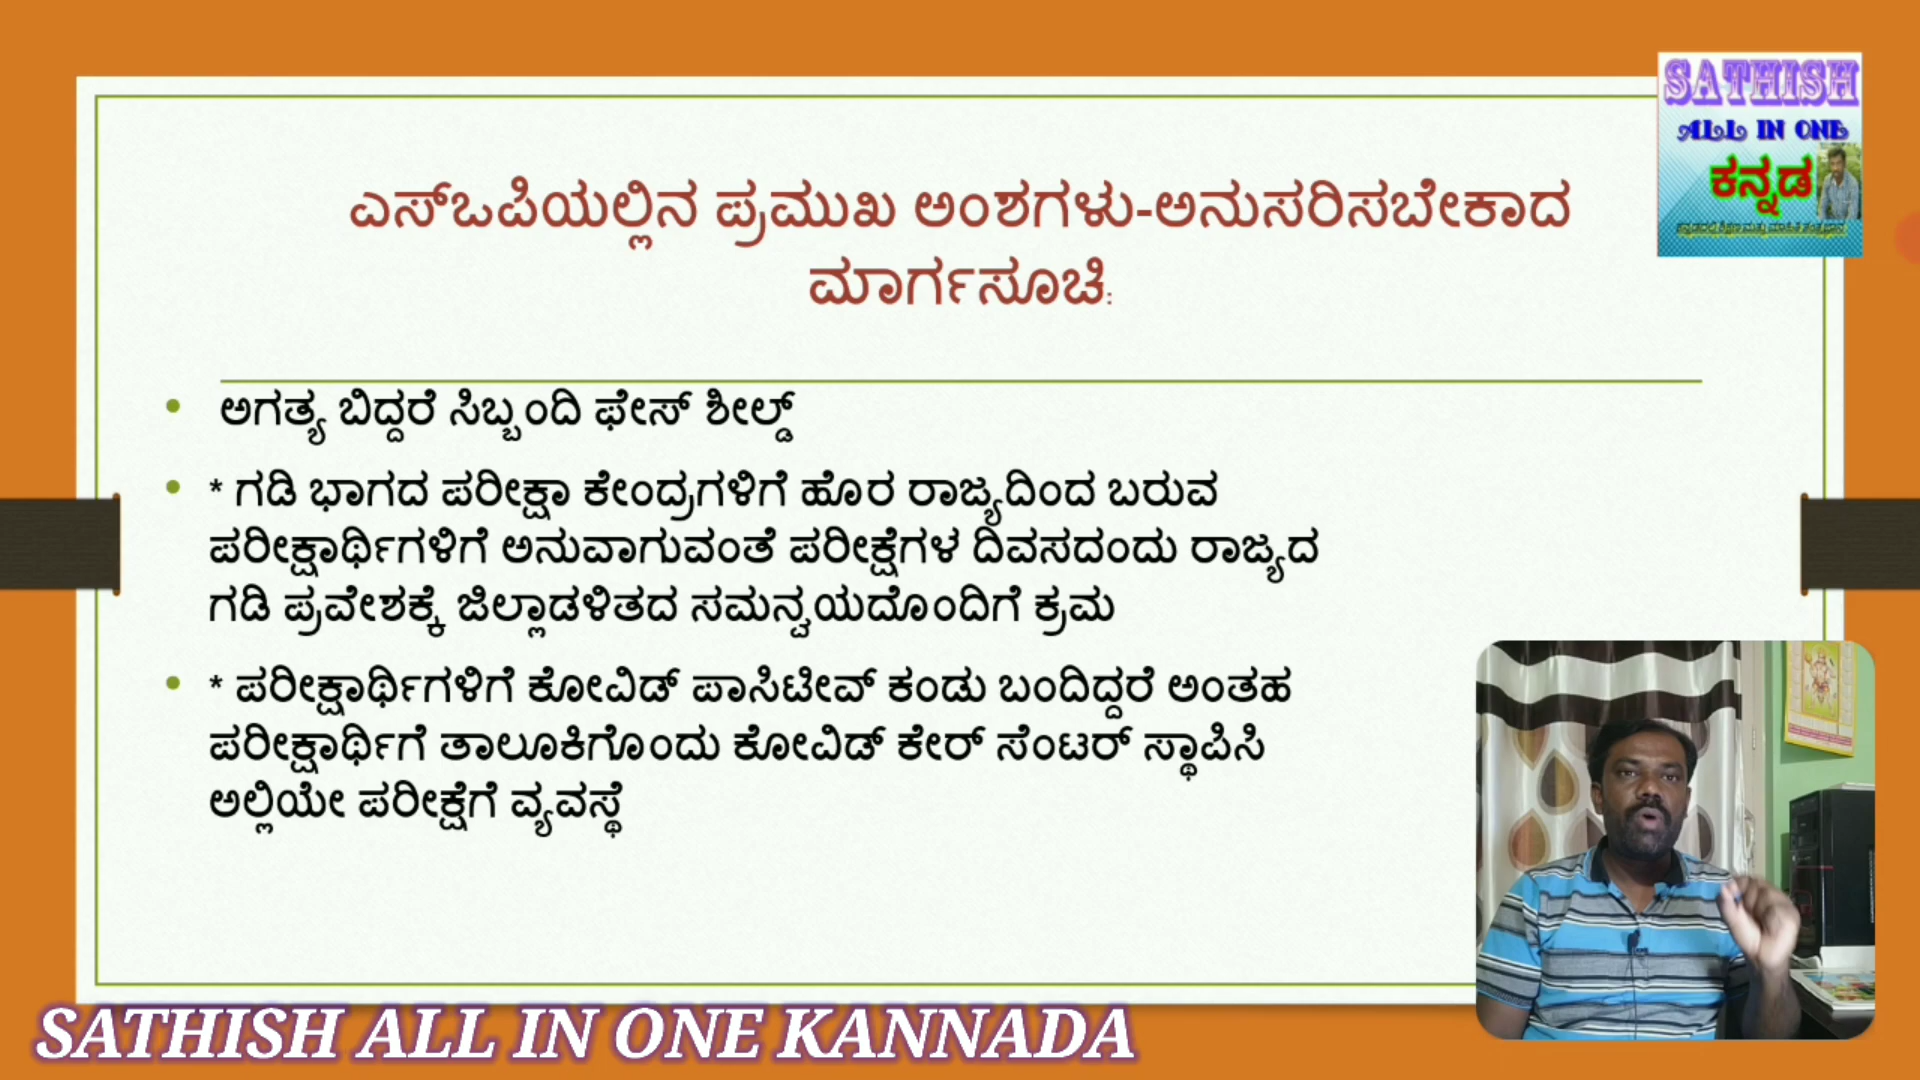 SATHISH
ALL IN ONE
ಕನ್ನಡ
ಎಸ್‌ಒಪಿಯಲ್ಲಿನ ಪ್ರಮುಖ ಅಂಶಗಳು-ಅನುಸರಿಸಬೇಕಾದ
ಮಾರ್ಗಸೂಚಿ:
• ಅಗತ್ಯ ಬಿದ್ದರೆ ಸಿಬ್ಬಂದಿ ಫೇಸ್ ಶೀಲ್ಡ್
• * ಗಡಿ ಭಾಗದ ಪರೀಕ್ಷಾ ಕೇಂದ್ರಗಳಿಗೆ ಹೊರ ರಾಜ್ಯದಿಂದ ಬರುವ
ಪರೀಕ್ಷಾರ್ಥಿಗಳಿಗೆ ಅನುವಾಗುವಂತೆ ಪರೀಕ್ಷೆಗಳ ದಿವಸದಂದು ರಾಜ್ಯದ
ಗಡಿ ಪ್ರವೇಶಕ್ಕೆ ಜಿಲ್ಲಾಡಳಿತದ ಸಮನ್ವಯದೊಂದಿಗೆ ಕ್ರಮ
• * ಪರೀಕ್ಷಾರ್ಥಿಗಳಿಗೆ ಕೋವಿಡ್ ಪಾಸಿಟೀವ್ ಕಂಡು ಬಂದಿದ್ದರೆ ಅಂತಹ
ಪರೀಕ್ಷಾರ್ಥಿಗೆ ತಾಲೂಕಿಗೊಂದು ಕೋವಿಡ್ ಕೇರ್ ಸೆಂಟರ್ ಸ್ಥಾಪಿಸಿ
ಅಲ್ಲಿಯೇ ಪರೀಕ್ಷೆಗೆ ವ್ಯವಸ್ಥೆ
SATHISH ALL IN ONE KANNADA